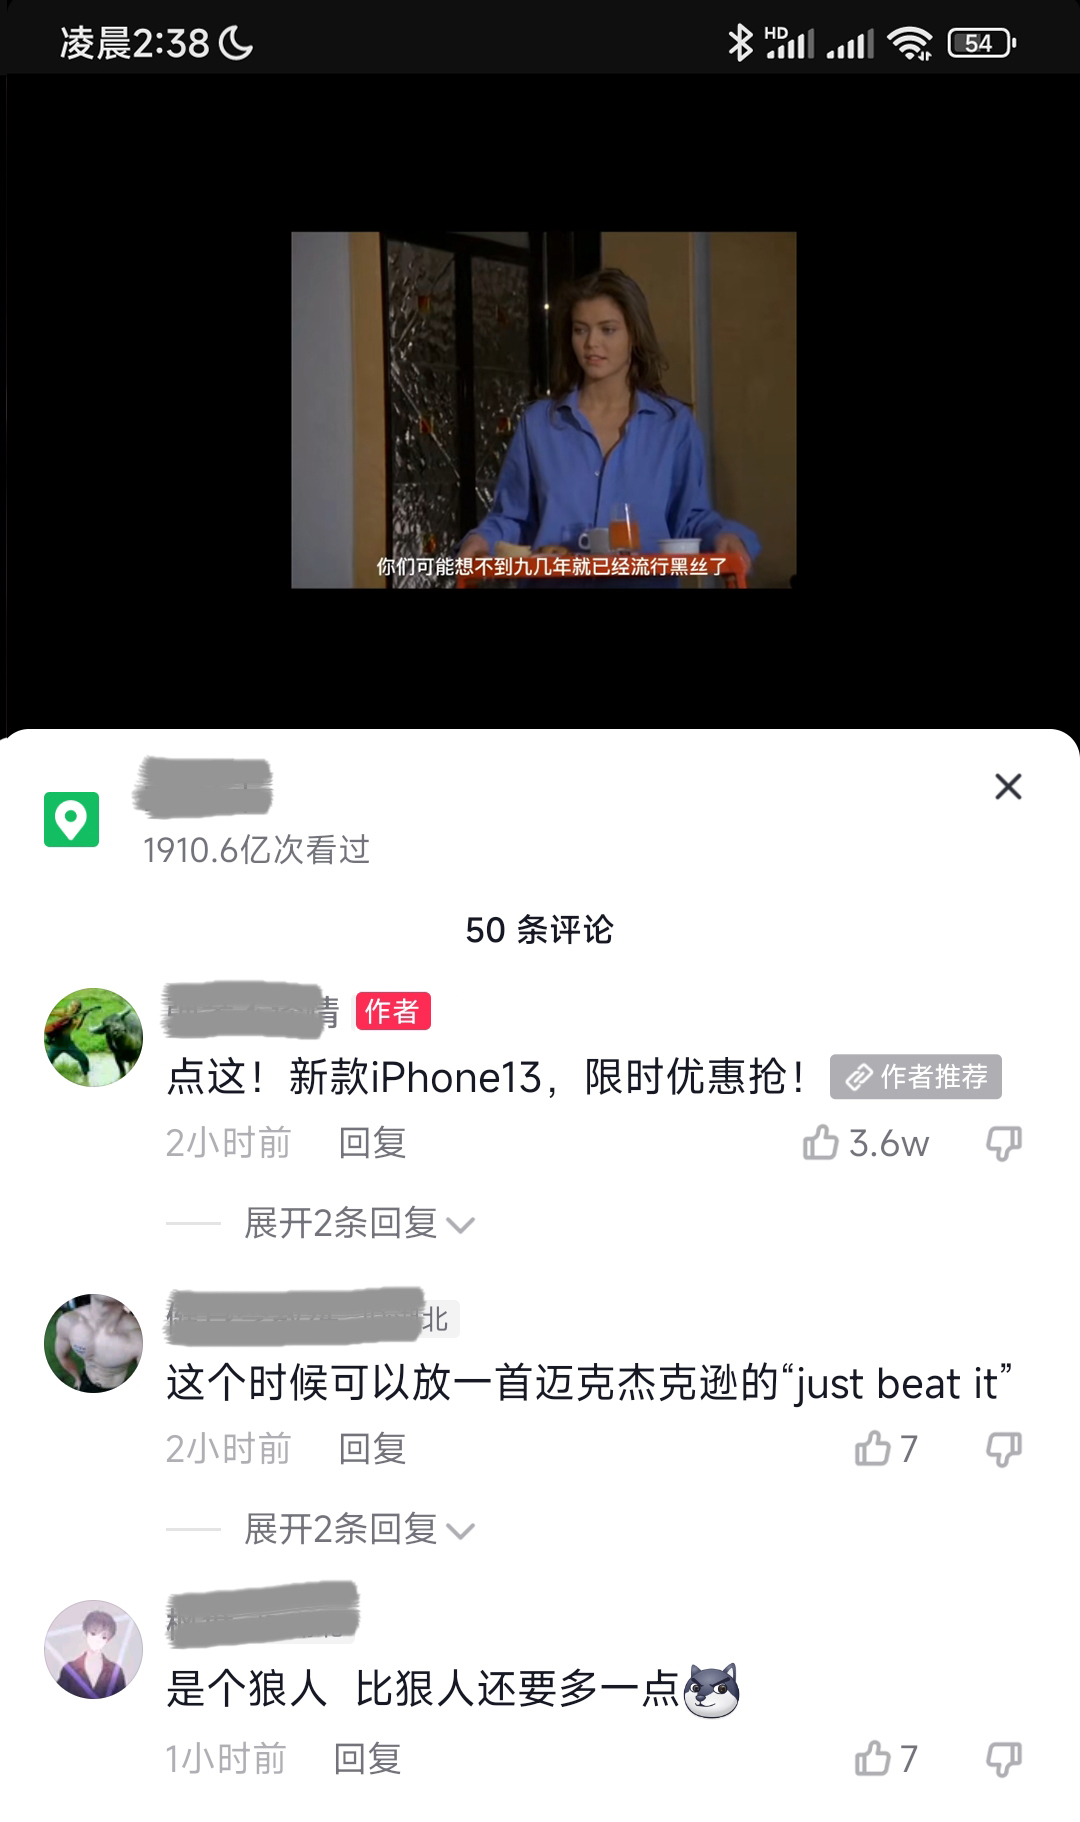 凌晨2:38
HD
54
你们可能想不到九几年就已经流行黑丝了
1910.6亿次看过
50 条评论
情 作者
点这！新款iPhone13，限时优惠抢！ 作者推荐
2小时前 回复 3.6w
展开2条回复
北
这个时候可以放一首迈克杰克逊的“just beat it”
2小时前 回复 7
展开2条回复
是个狼人 比狠人还要多一点
1小时前 回复 7